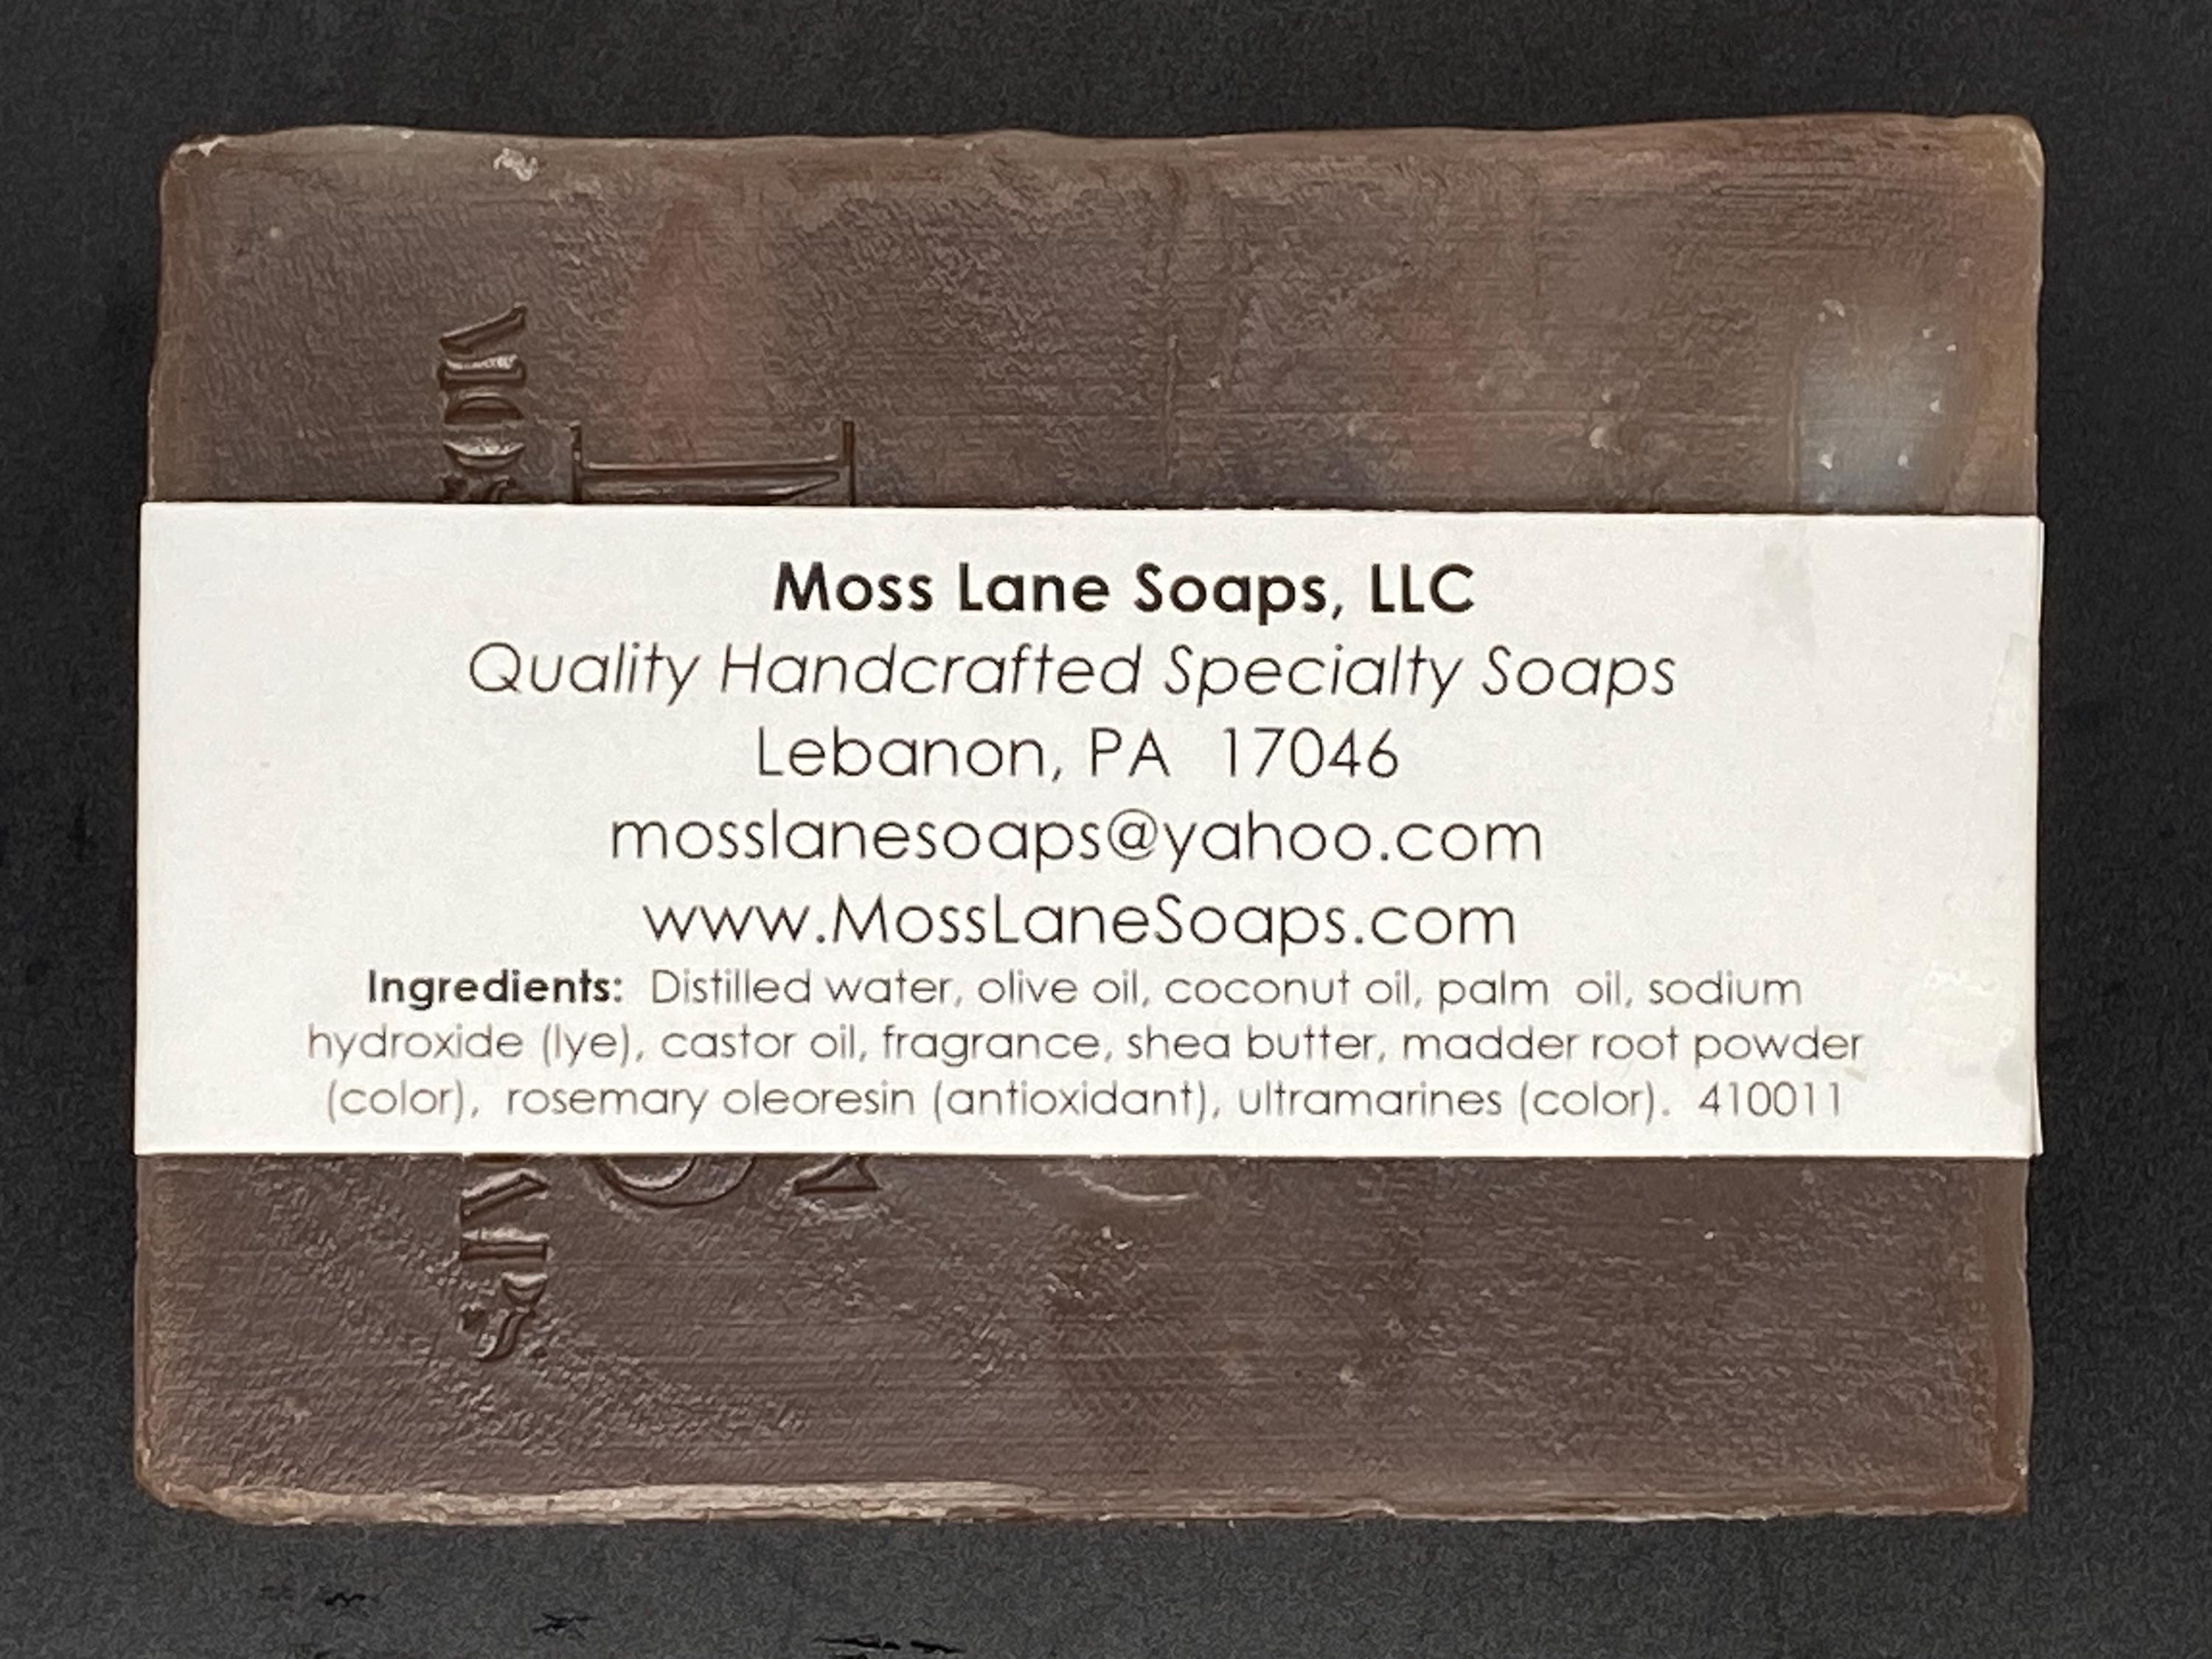 Moss Lane Soaps, LLC
Quality Handcrafted Specialty Soaps
Lebanon, PA 17046
mosslanesoaps@yahoo.com
www.MossLaneSoaps.com
Ingredients: Distilled water, olive oil, coconut oil, palm oil, sodium
hydroxide (lye), castor oil, fragrance, shea butter, madder root powder
(color), rosemary oleoresin (antioxidant), ultramarines (color). 410011